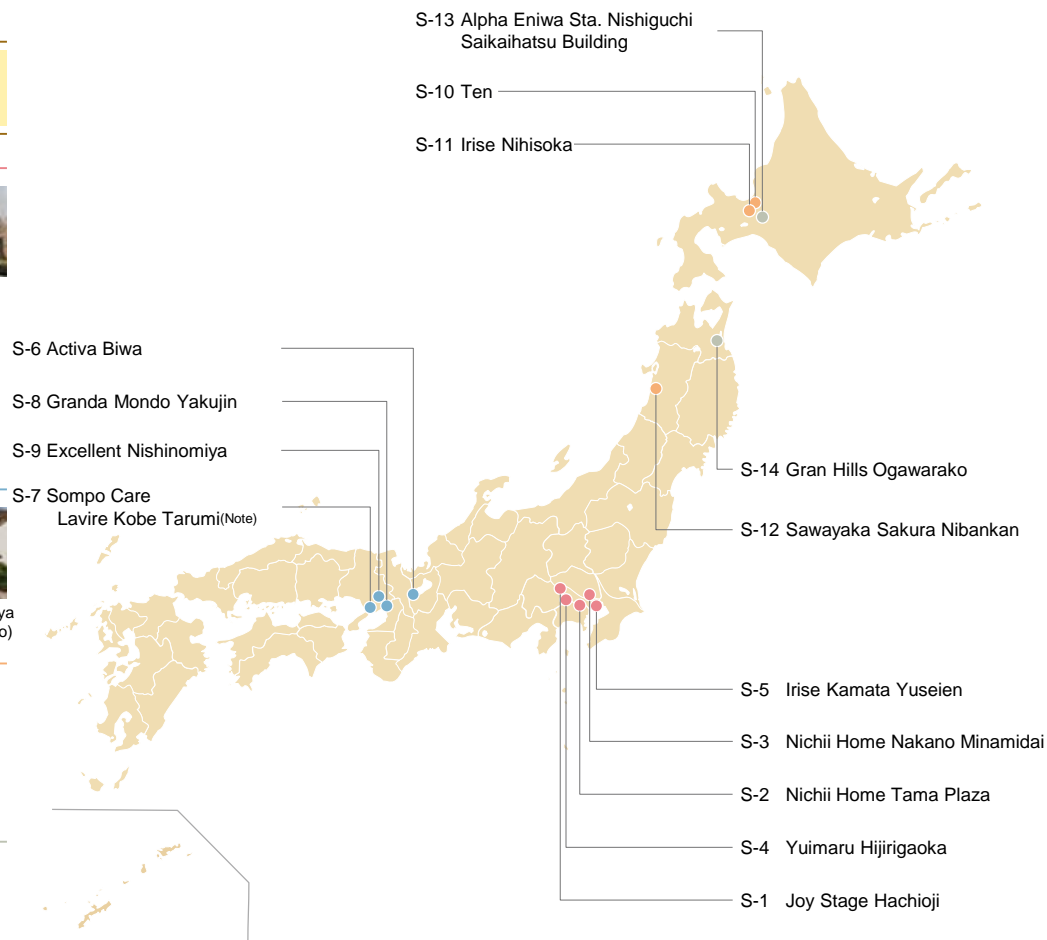 S-13 Alpha Eniwa Sta. Nishiguchi
Saikaihatsu Building
S-10 Ten
S-11 Irise Nihisoka
S-6 Activa Biwa
S-8 Granda Mondo Yakujin
S-9 Excellent Nishinomiya
S-7 Sompo Care
Lavire Kobe Tarumi(Note)
ya
o)
S-14 Gran Hills Ogawarako
S-12 Sawayaka Sakura Nibankan
S-5 Irise Kamata Yuseien
S-3 Nichii Home Nakano Minamidai
S-2 Nichii Home Tama Plaza
S-4 Yuimaru Hijirigaoka
S-1 Joy Stage Hachioji